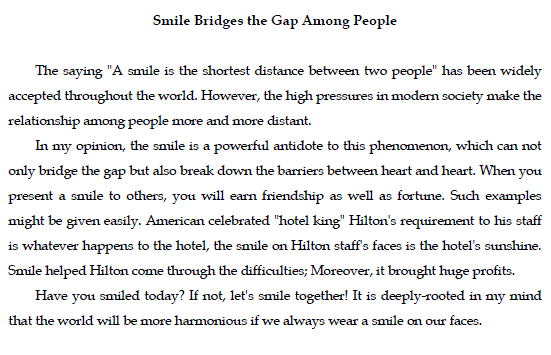 Smile Bridges the Gap Among People
The saying "A smile is the shortest distance between two people" has been widely
accepted throughout the world. However, the high pressures in modern society make the
relationship among people more and more distant.
In my opinion, the smile is a powerful antidote to this phenomenon, which can not
only bridge the gap but also break down the barriers between heart and heart. When you
present a smile to others, you will earn friendship as well as fortune. Such examples
might be given easily. American celebrated "hotel king" Hilton's requirement to his staff
is whatever happens to the hotel, the smile on Hilton staff's faces is the hotel's sunshine.
Smile helped Hilton come through the difficulties; Moreover, it brought huge profits.
Have you smiled today? If not, let's smile together! It is deeply-rooted in my mind
that the world will be more harmonious if we always wear a smile on our faces.